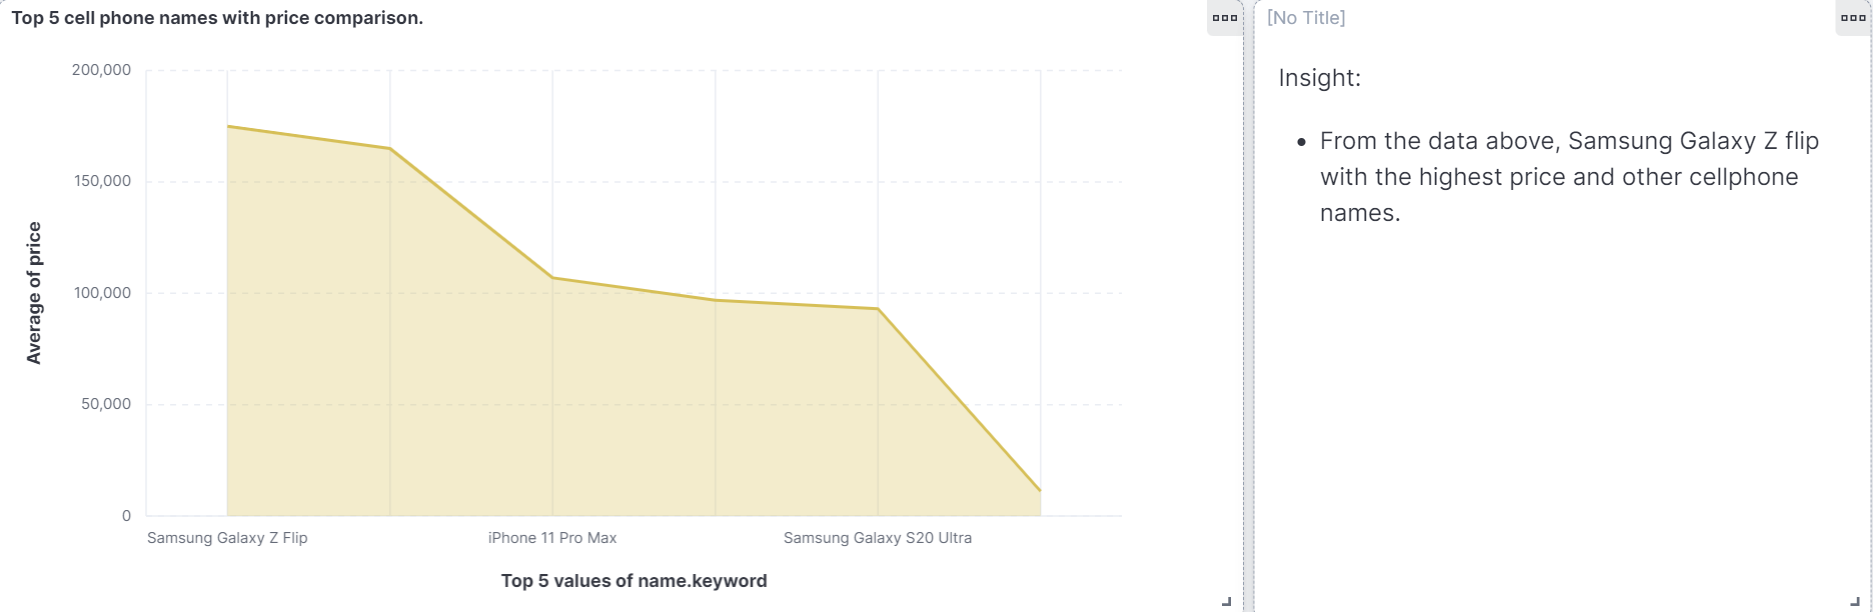 Top 5 cell phone names with price comparison.
200,000
150,000
100,000
50,000
0
Average of price
Samsung Galaxy Z Flip
iPhone 11 Pro Max
Samsung Galaxy S20 Ultra
Top 5 values of name.keyword
[No Title]
Insight:
• From the data above, Samsung Galaxy Z flip
with the highest price and other cellphone
names.